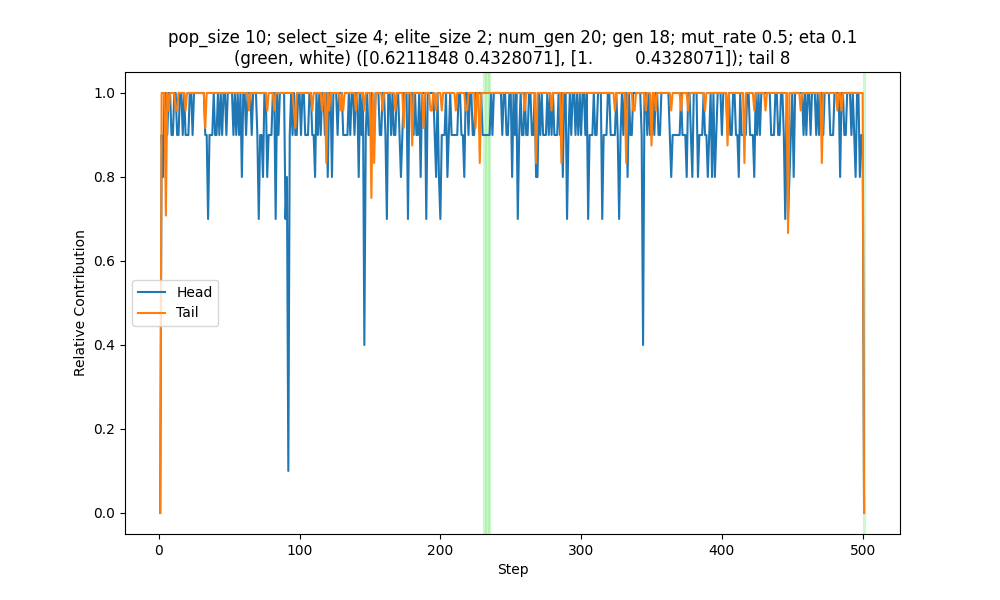 pop_size 10; select_size 4; elite_size 2; num_gen 20; gen 18; mut_rate 0.5; eta 0.1
(green, white) ([0.6211848 0.4328071], [1.        0.4328071]); tail 8
1.0
0.8
0.6
0.4
0.2
0.0
Relative Contribution
Head
Tail
0
100
200
300
400
500
Step